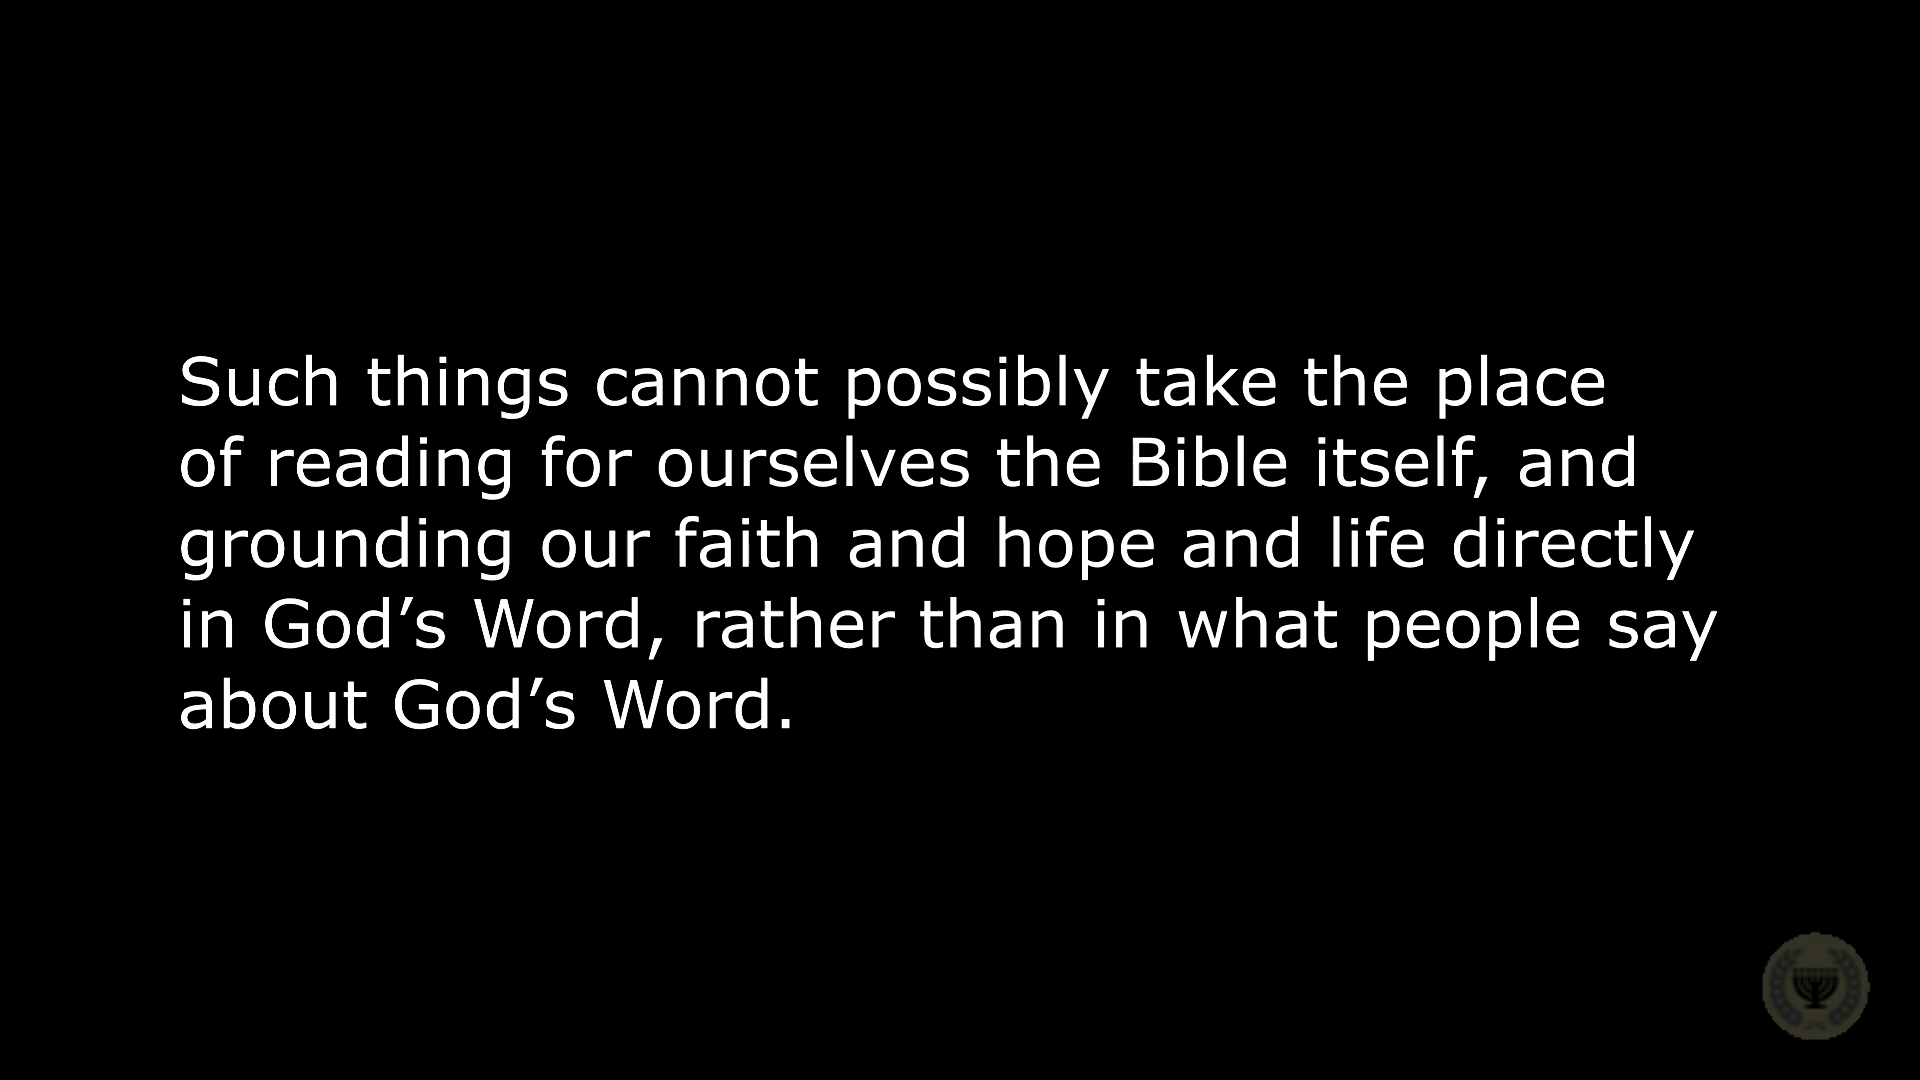 Such things cannot possibly take the place
of reading for ourselves the Bible itself, and
grounding our faith and hope and life directly
in God’s Word, rather than in what people say
about God’s Word.